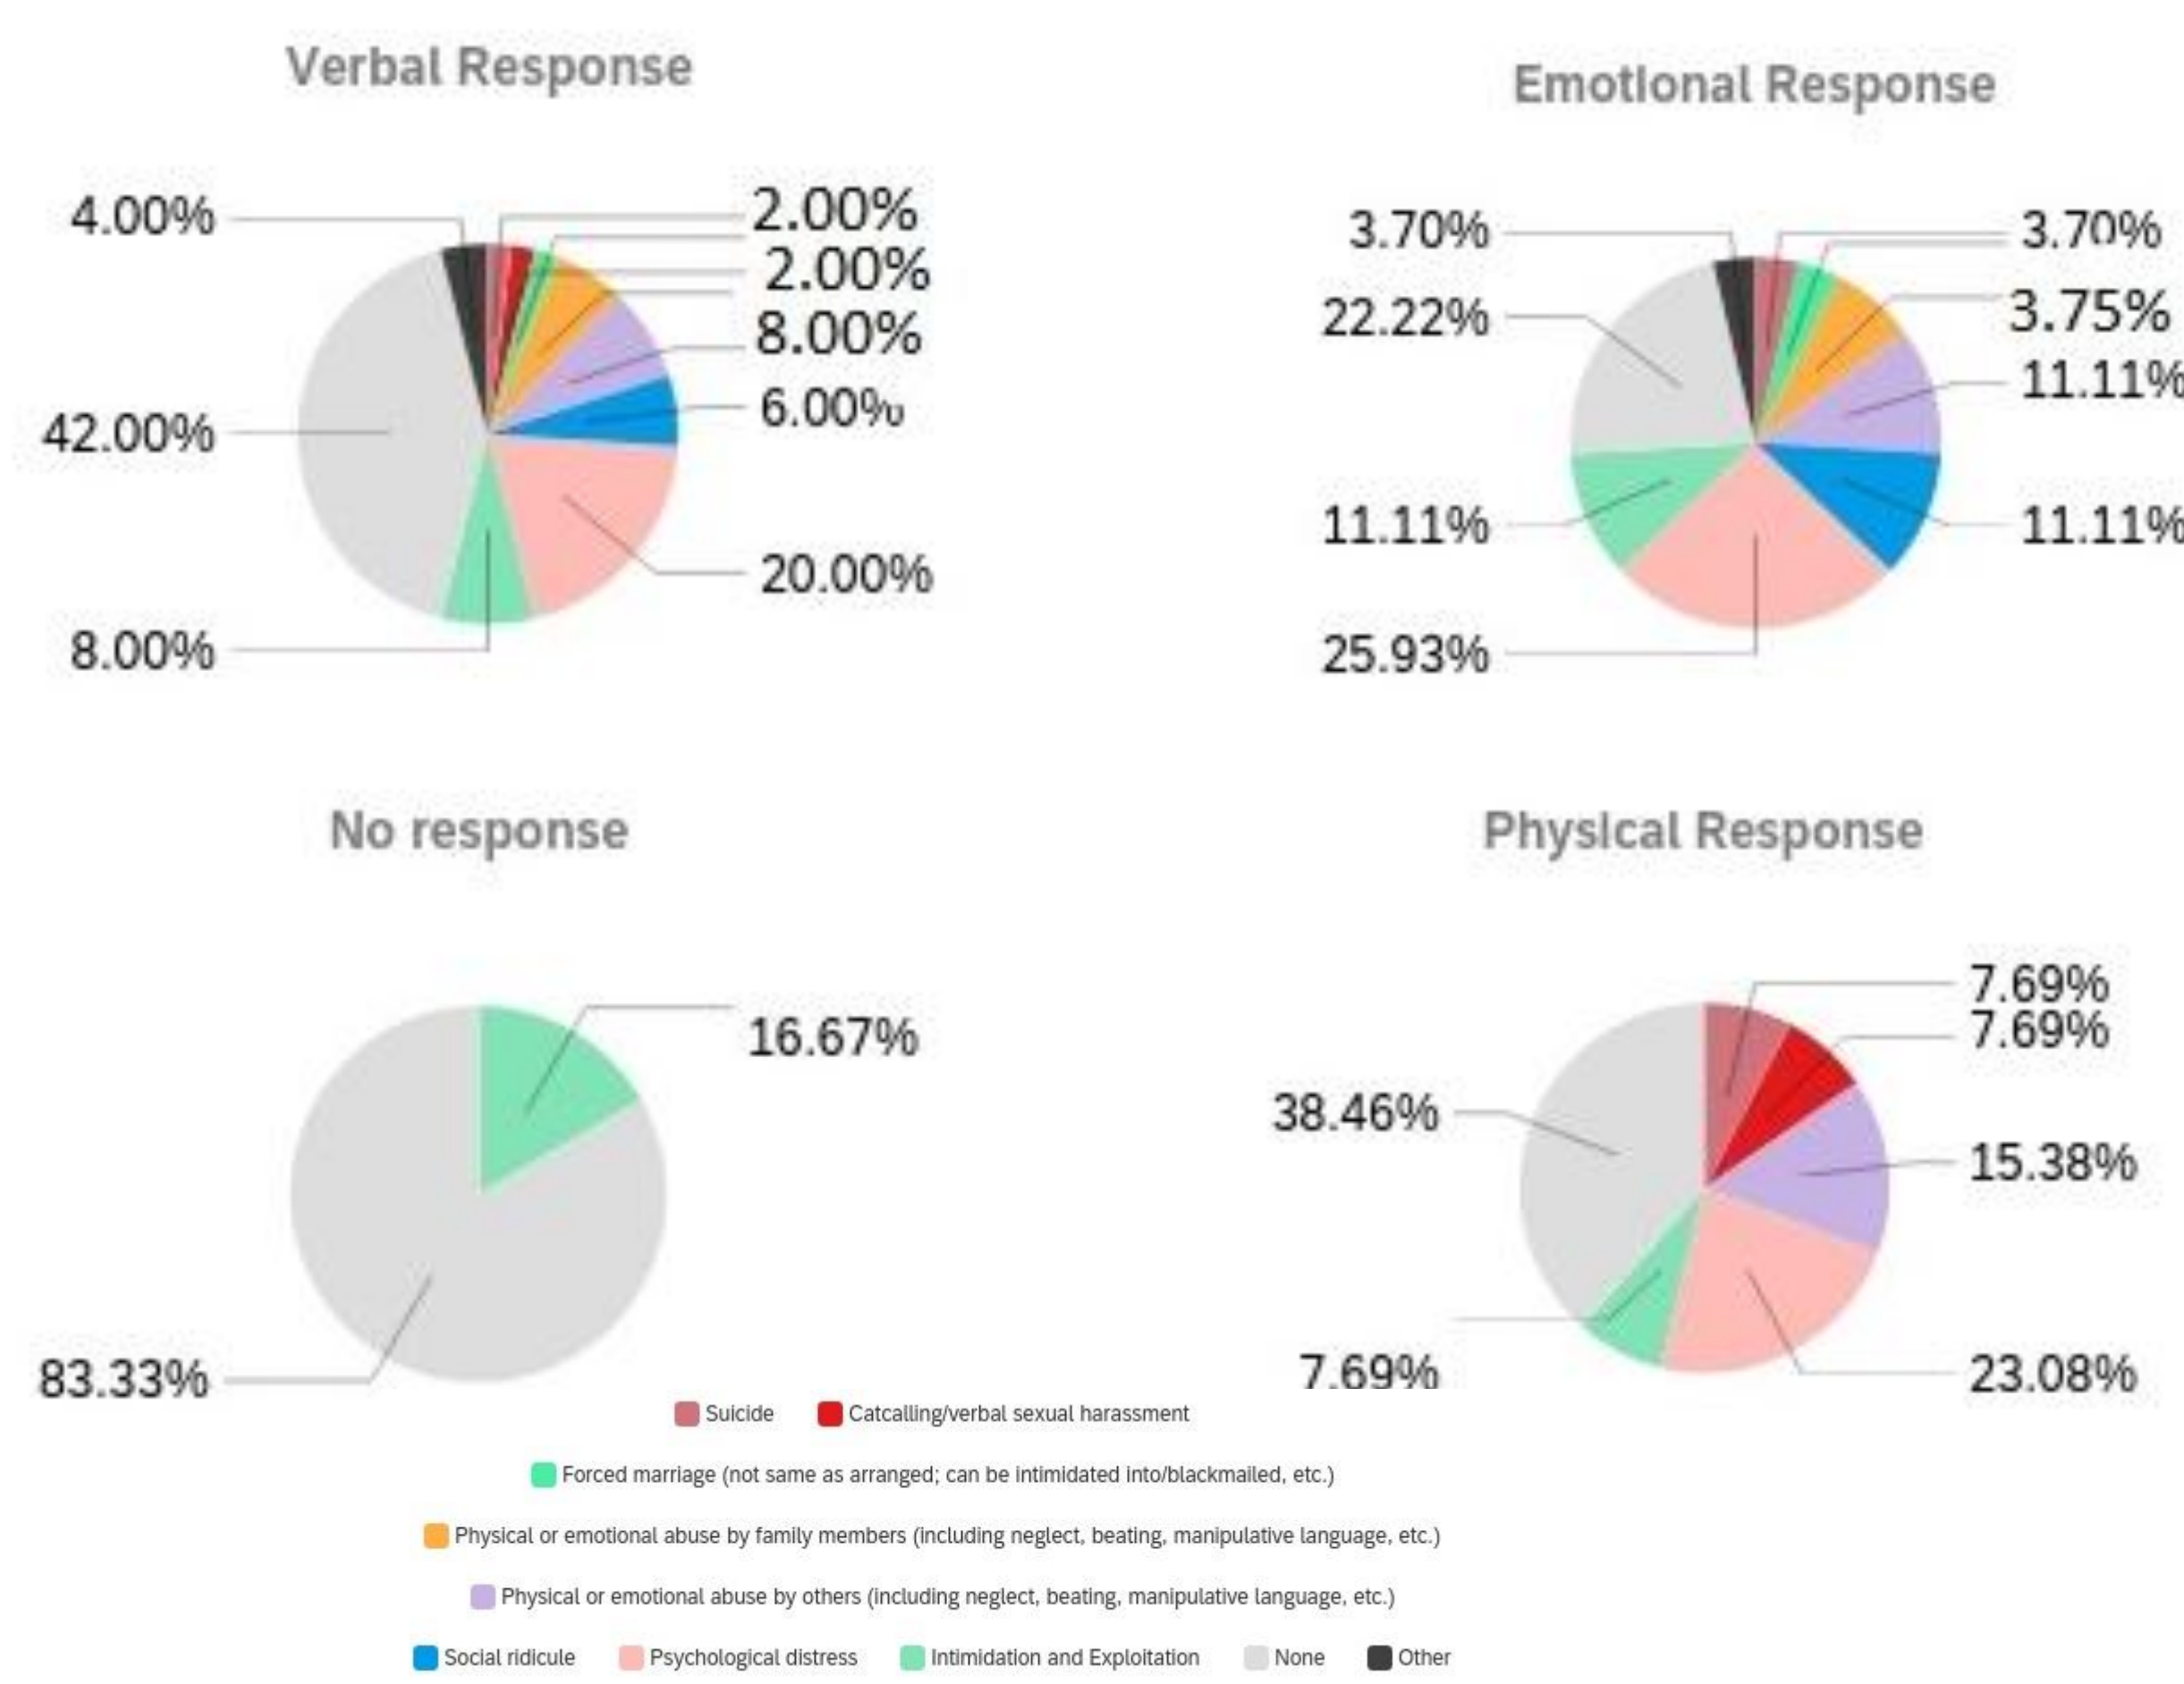 Verbal Response
4.00%
2.00%
2.00%
8.00%
42.00%
6.00%
20.00%
8.00%
Emotional Response
3.70%
3.70%
22.22%
3.75%
11.11%
11.11%
11.11%
25.93%
No response
16.67%
83.33%
Physical Response
7.69%
7.69%
38.46%
15.38%
7.69%
23.08%
Suicide Catcalling/verbal sexual harassment
Forced marriage (not same as arranged; can be intimidated into/blackmailed, etc.)
Physical or emotional abuse by family members (including neglect, beating, manipulative language, etc.)
Physical or emotional abuse by others (including neglect, beating, manipulative language, etc.)
Social ridicule Psychological distress Intimidation and Exploitation None Other